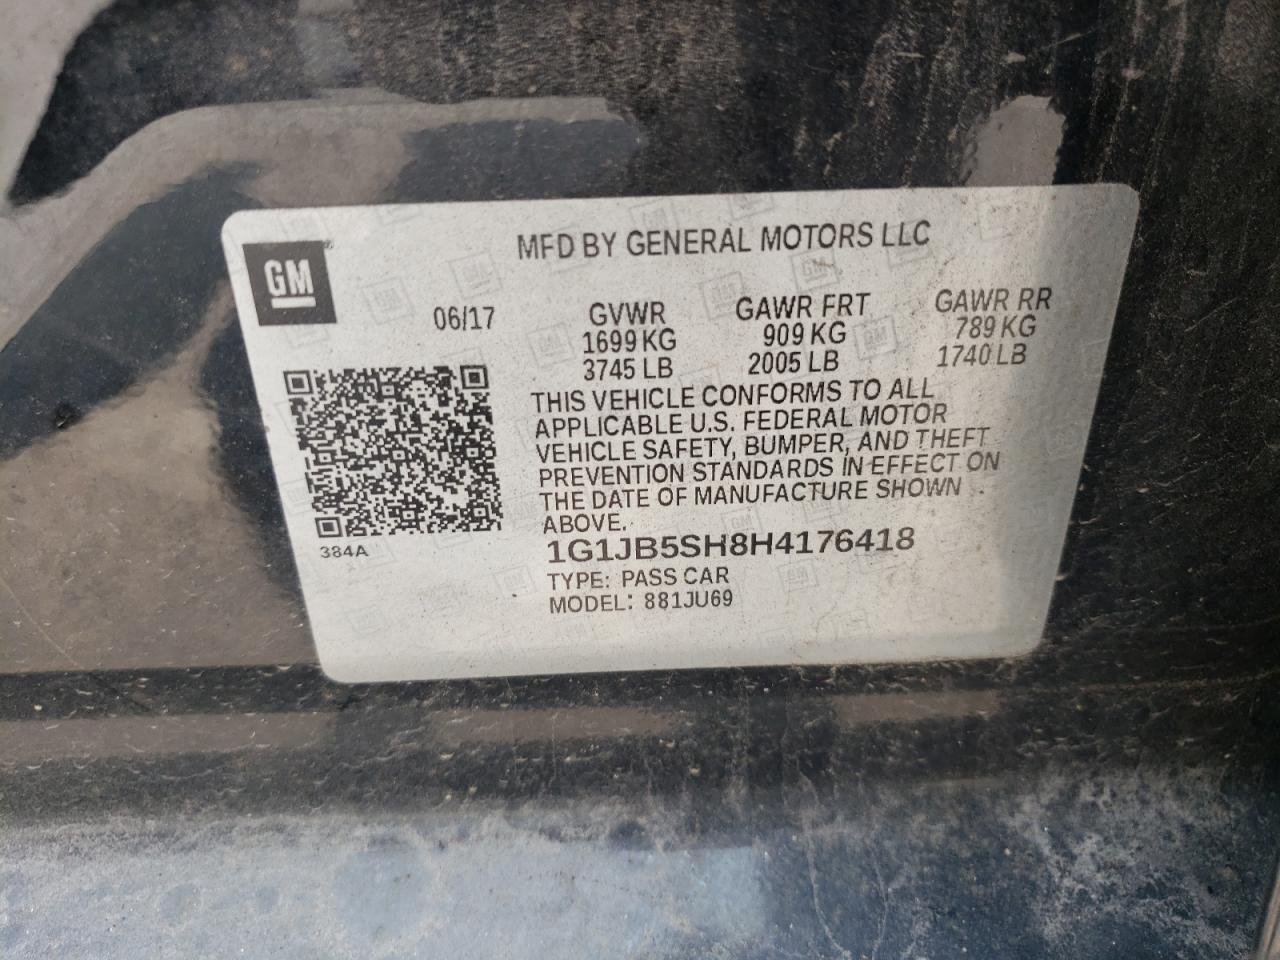 GM
MFD BY GENERAL MOTORS LLC
06/17
GVWR
1699 KG
3745 LB
GAWR FRT
909 KG
2005 LB
GAWR RR
789 KG
1740 LB
THIS VEHICLE CONFORMS TO ALL
APPLICABLE U.S. FEDERAL MOTOR
VEHICLE SAFETY, BUMPER, AND THEFT
PREVENTION STANDARDS IN EFFECT ON
THE DATE OF MANUFACTURE SHOWN
ABOVE.
384A
1G1JB5SH8H4176418
TYPE: PASS CAR
MODEL: 881JU69